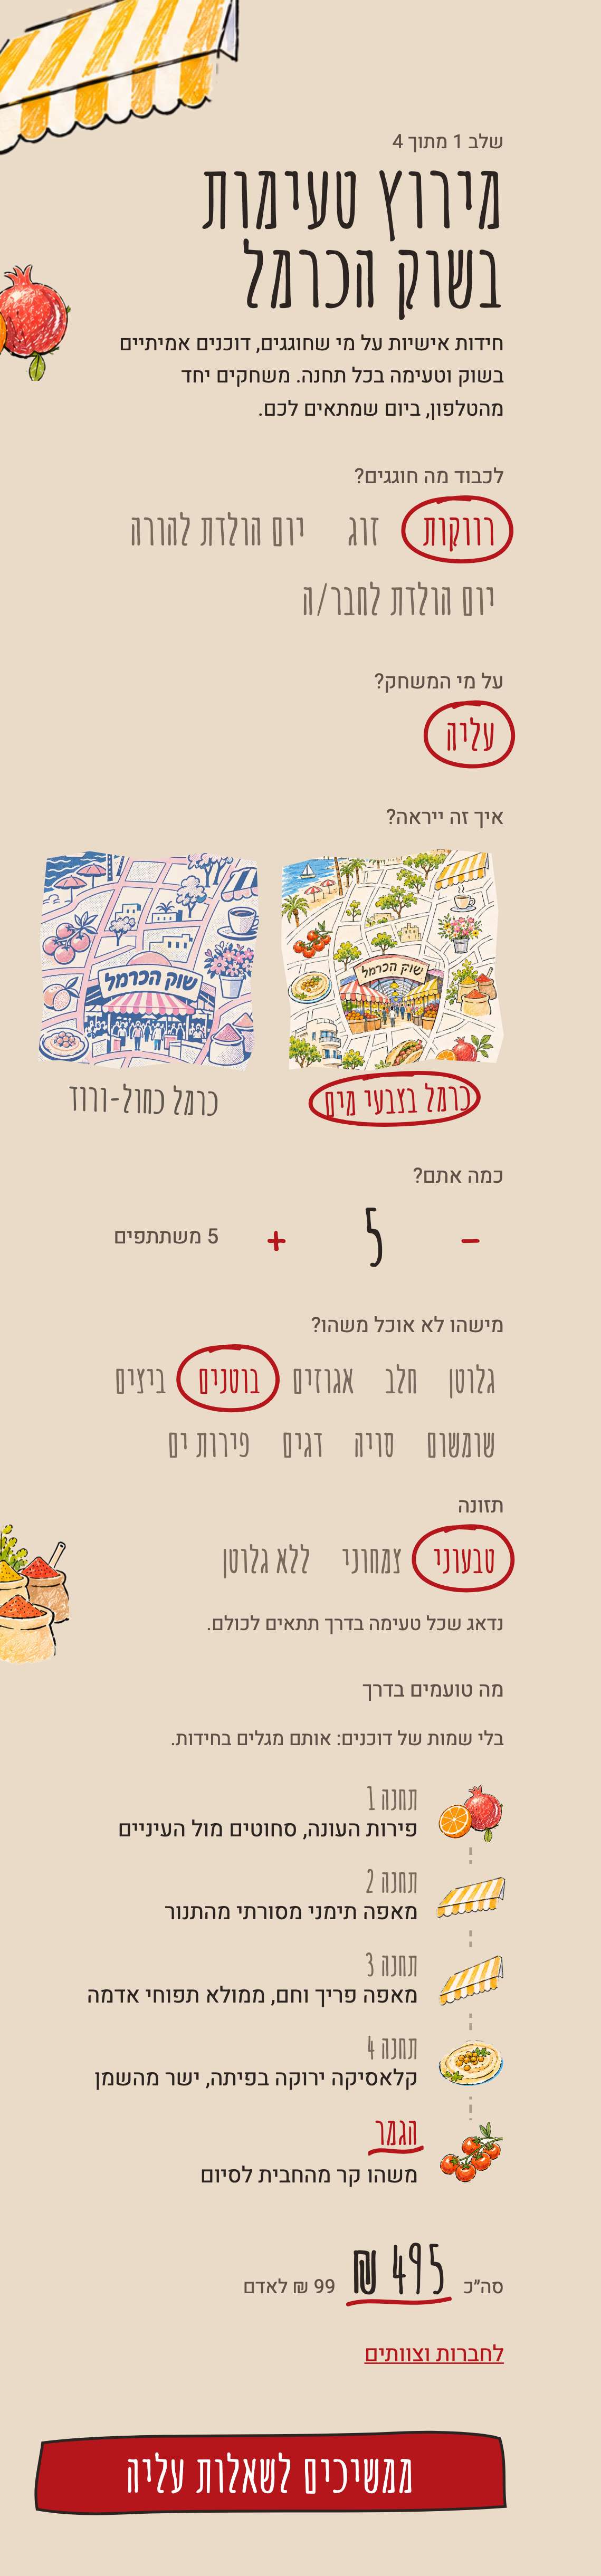 שלב 1 מתוך 4
מירוץ טעימות
בשוק הכרמל
חידות אישיות על מי שחוגגים, דוכנים אמיתיים
בשוק וטעימה בכל תחנה. משחקים יחד
מהטלפון, ביום שמתאים לכם.
לכבוד מה חוגגים?
רווקות זוג יום הולדת להורה
יום הולדת לחבר/ה
על מי המשחק?
עליה
איך זה ייראה?
שוק הכרמל שוק הכרמל
כרמל בצבעי מים כרמל כחול-ורוד
כמה אתם?
− 5 + 5 משתתפים
מישהו לא אוכל משהו?
גלוטן חלב אגוזים בוטנים ביצים
שומשום סויה דגים פירות ים
תזונה
טבעוני צמחוני ללא גלוטן
נדאג שכל טעימה בדרך תתאים לכולם.
מה טועמים בדרך
בלי שמות של דוכנים: אותם מגלים בחידות.
תחנה 1
פירות העונה, סחוטים מול העיניים
תחנה 2
מאפה תימני מסורתי מהתנור
תחנה 3
מאפה פריך וחם, ממולא תפוחי אדמה
תחנה 4
קלאסיקה ירוקה בפיתה, ישר מהשמן
הגמר
משהו קר מהחבית לסיום
סה״כ 495 ₪ 99 ₪ לאדם
לחברות וצוותים
ממשיכים לשאלות עליה